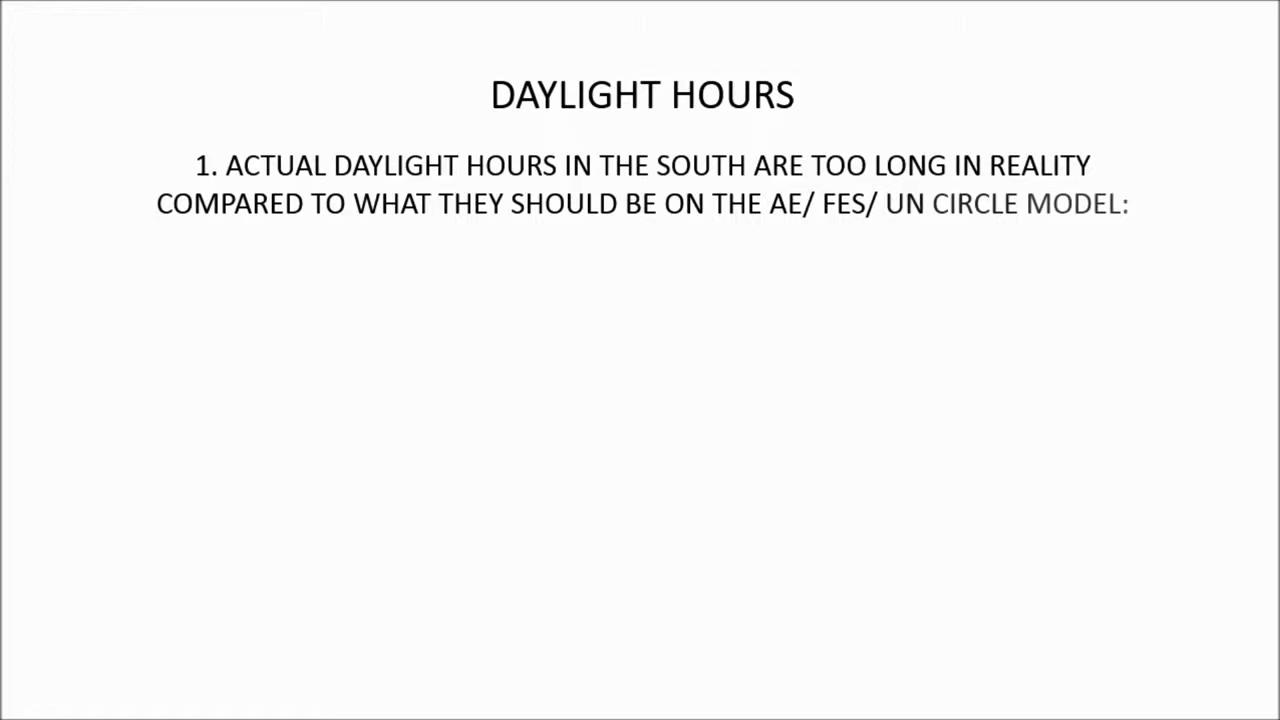 DAYLIGHT HOURS
1. ACTUAL DAYLIGHT HOURS IN THE SOUTH ARE TOO LONG IN REALITY
COMPARED TO WHAT THEY SHOULD BE ON THE AE/ FES/ UN CIRCLE MODEL: